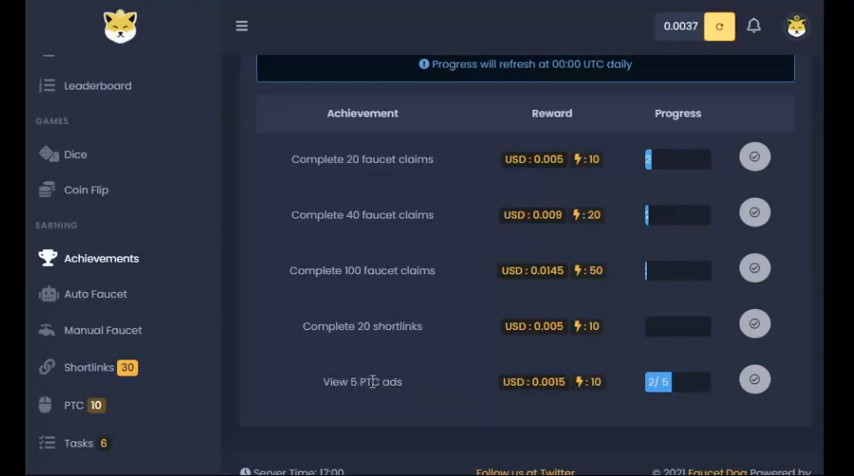 0.0037
Leaderboard
GAMES
Dice
Coin Flip
EARNING
Achievements
Auto Faucet
Manual Faucet
Shortlinks 30
PTC 10
Tasks 6
Progress will refresh at 00:00 UTC daily
Achievement Reward Progress
Complete 20 faucet claims USD : 0.005 : 10 2
Complete 40 faucet claims USD : 0.009 : 20
Complete 100 faucet claims USD : 0.0145 : 50
Complete 20 shortlinks USD : 0.005 : 10
View 5 PTC ads USD : 0.0015 : 10 2/ 5
Server Time: 17:00 Follow us at Twitter © 2021 Faucet Dog Powered by